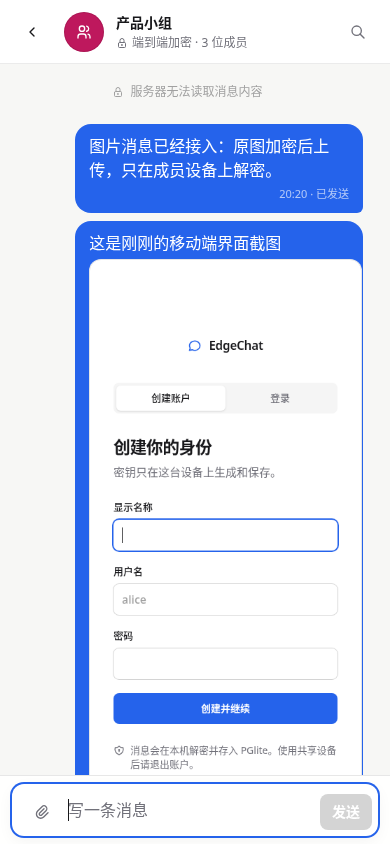 产品小组
端到端加密 · 3 位成员
服务器无法读取消息内容
图片消息已经接入：原图加密后上
传，只在成员设备上解密。
20:20 · 已发送
这是刚刚的移动端界面截图
EdgeChat
创建账户 登录
创建你的身份
密钥只在这台设备上生成和保存。
显示名称
用户名
alice
密码
创建并继续
消息会在本机解密并存入 PGlite。使用共享设备
后请退出账户。
写一条消息 发送